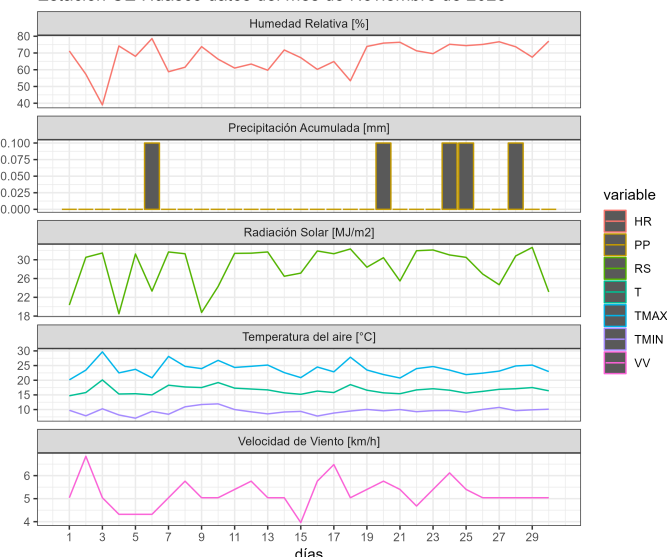 Humedad Relativa [%]
80
70
60
50
40
Precipitación Acumulada [mm]
0.100
0.075
0.050
0.025
0.000
Radiación Solar [MJ/m2]
30
26
22
18
Temperatura del aire [°C]
30
25
20
15
10
Velocidad de Viento [km/h]
6
5
4
1 3 5 7 9 11 13 15 17 19 21 23 25 27 29
días
variable
HR
PP
RS
T
TMAX
TMIN
VV